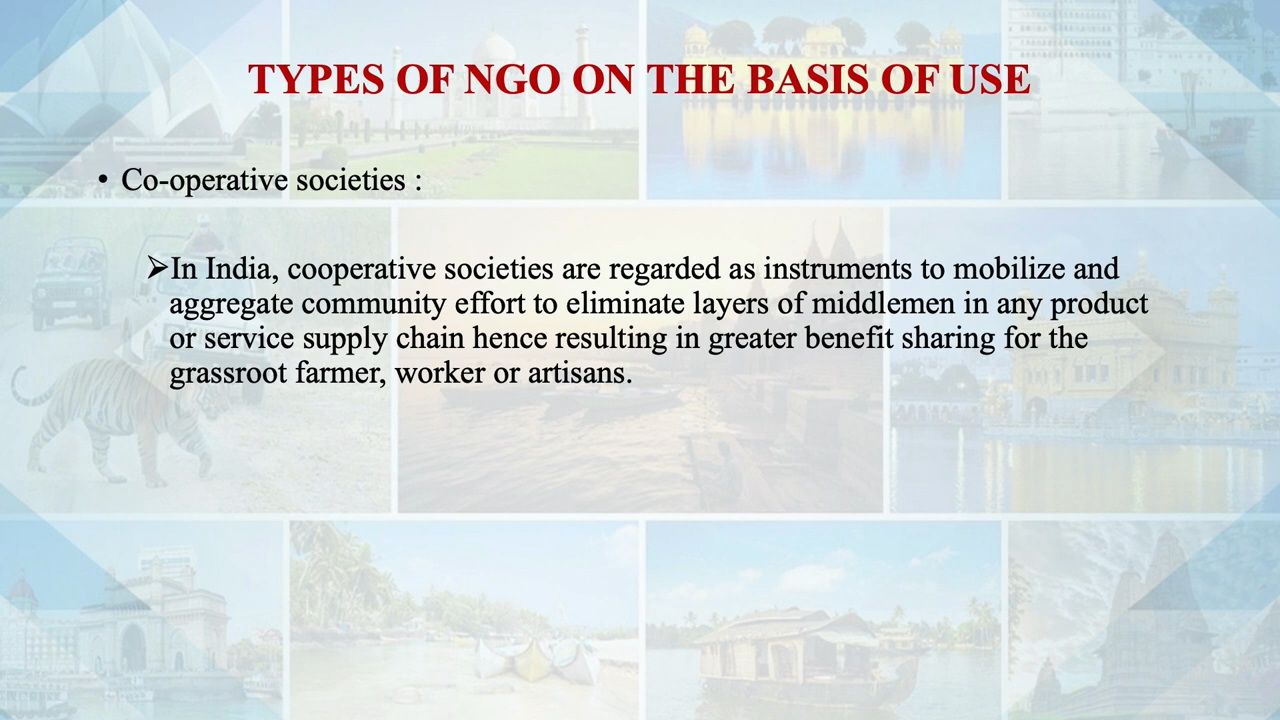 TYPES OF NGO ON THE BASIS OF USE
• Co-operative societies :
➢In India, cooperative societies are regarded as instruments to mobilize and
aggregate community effort to eliminate layers of middlemen in any product
or service supply chain hence resulting in greater benefit sharing for the
grassroot farmer, worker or artisans.